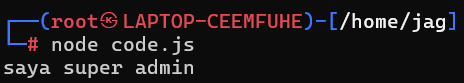 ┌──(root㉿LAPTOP-CEEMFUHE)-[/home/jag]
└─# node code.js
saya super admin